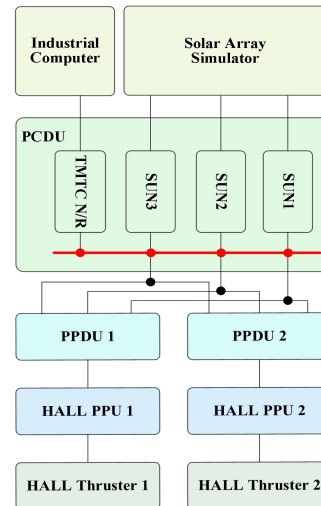 Industrial
Computer
Solar Array
Simulator
PCDU
TMTC N/R
SUN3
SUN2
SUN1
PPDU 1
PPDU 2
HALL PPU 1
HALL PPU 2
HALL Thruster 1
HALL Thruster 2